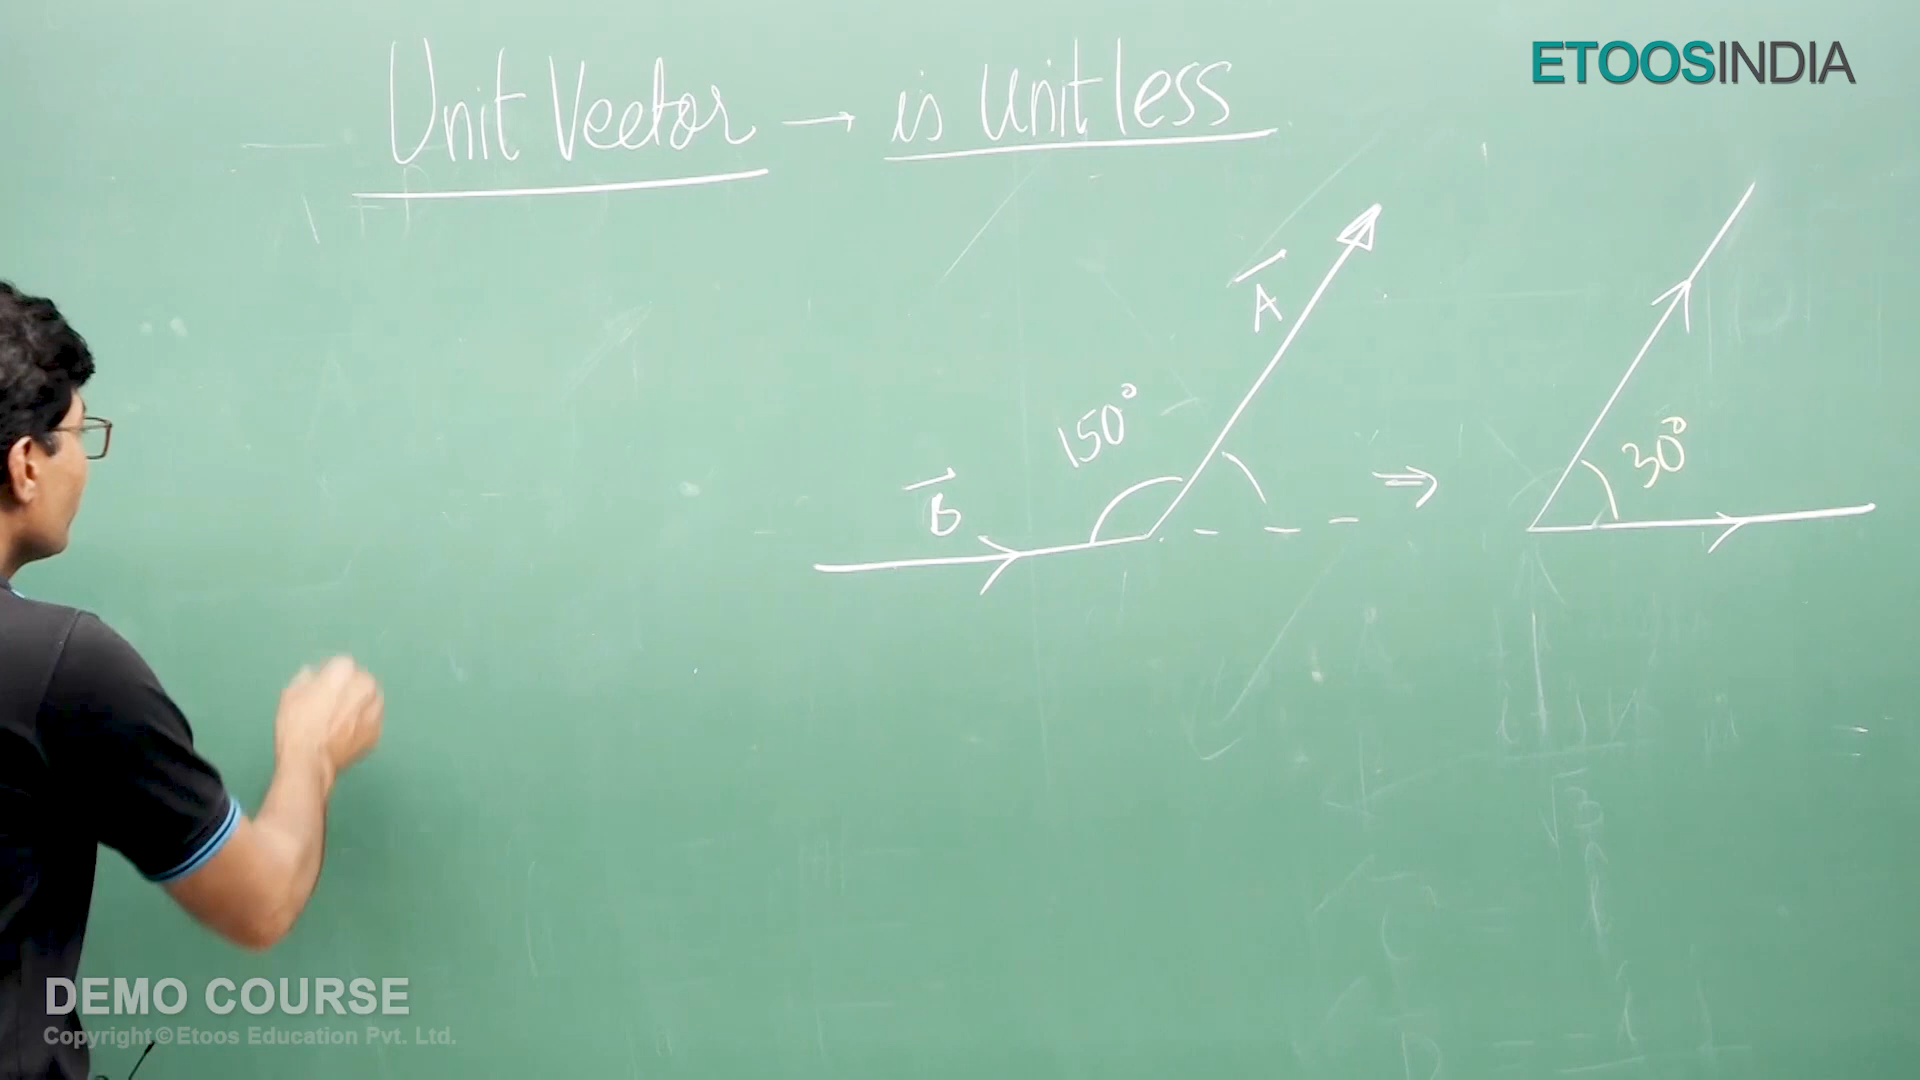 ETOOSINDIA
Unit Vector → is Unitless
A
150°
B
⇒
30°
DEMO COURSE
Copyright©Etoos Education Pvt. Ltd.